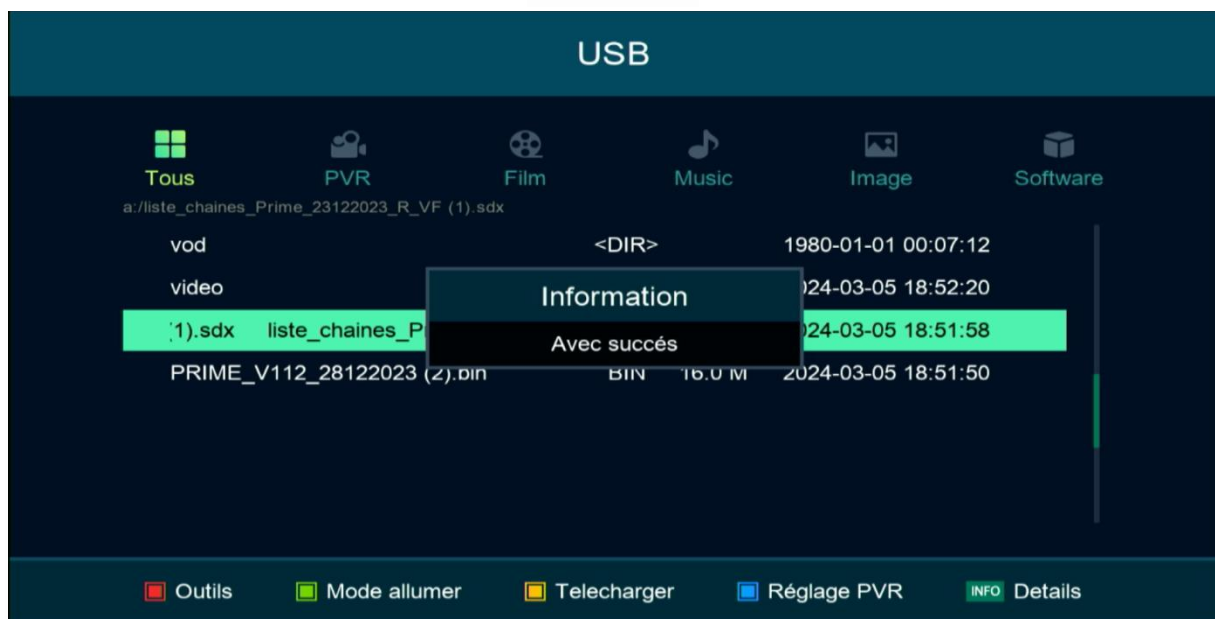 USB
Tous PVR Film Music Image Software
a:/liste_chaines_Prime_23122023_R_VF (1).sdx
vod <DIR> 1980-01-01 00:07:12
video 024-03-05 18:52:20
Information
(1).sdx liste_chaines_P 024-03-05 18:51:58
Avec succés
PRIME_V112_28122023 (2).bin BIN 16.0 M 2024-03-05 18:51:50
Outils Mode allumer Telecharger Réglage PVR INFO Details